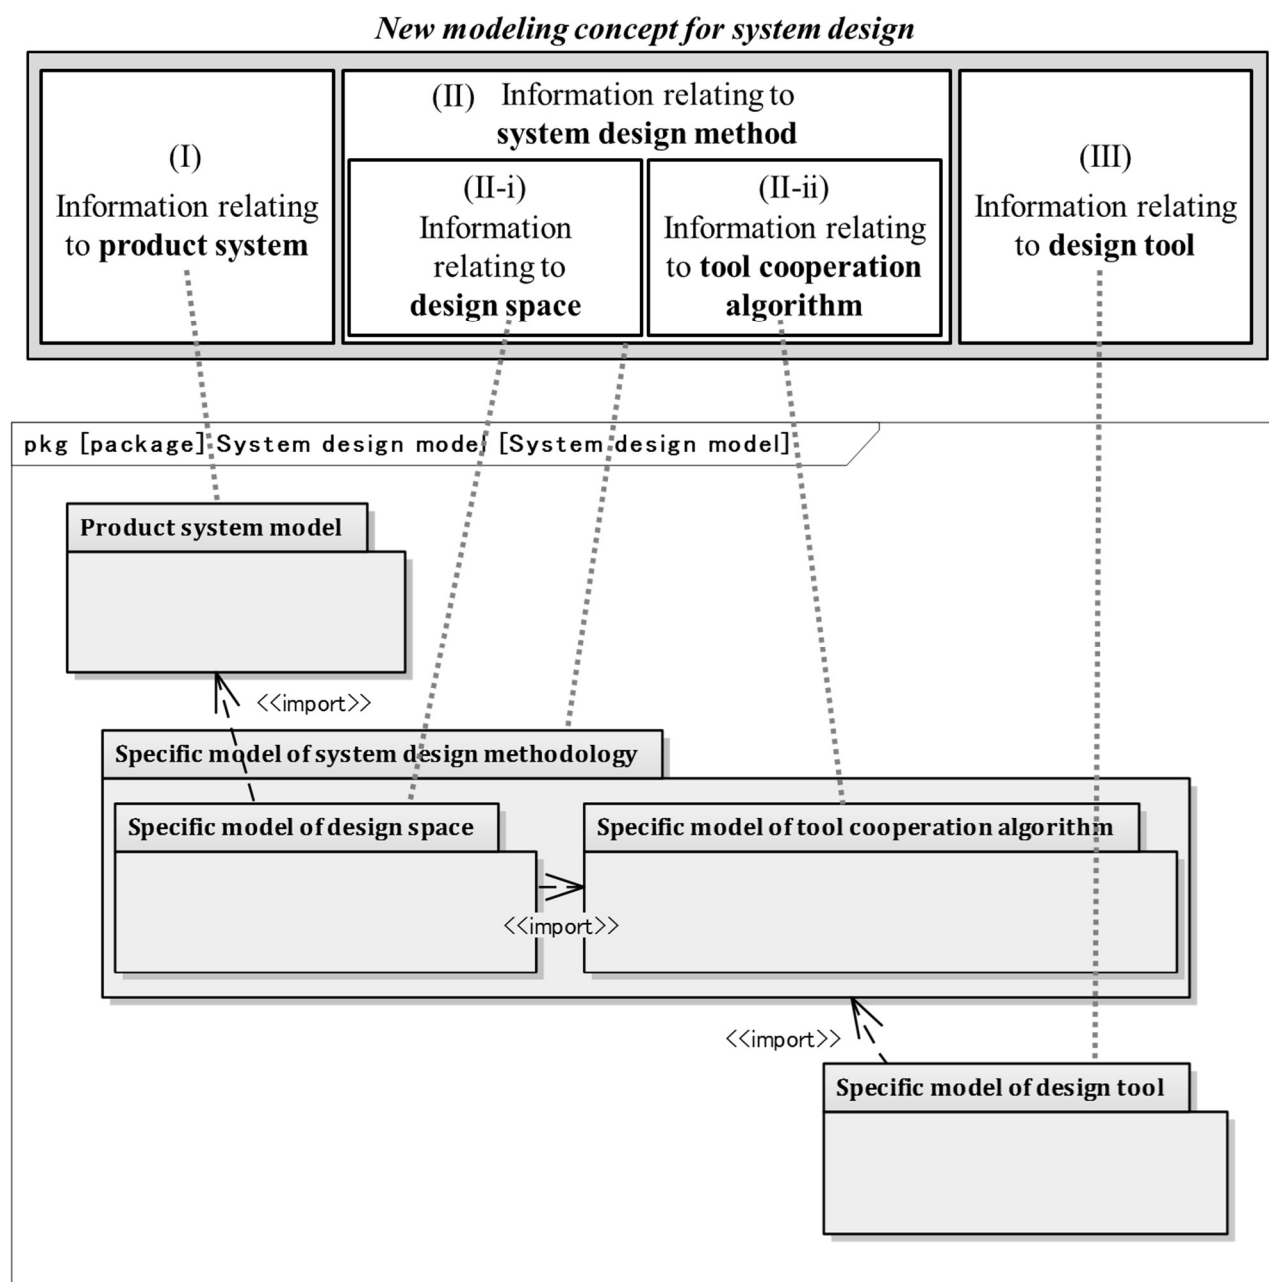 New modeling concept for system design
(I)
Information relating
to product system
(II) Information relating to
system design method
(II-i)
Information
relating to
design space
(II-ii)
Information relating
to tool cooperation
algorithm
(III)
Information relating
to design tool
pkg [package] System design model [System design model]
Product system model
<<import>>
Specific model of system design methodology
Specific model of design space
Specific model of tool cooperation algorithm
<<import>>
<<import>>
Specific model of design tool